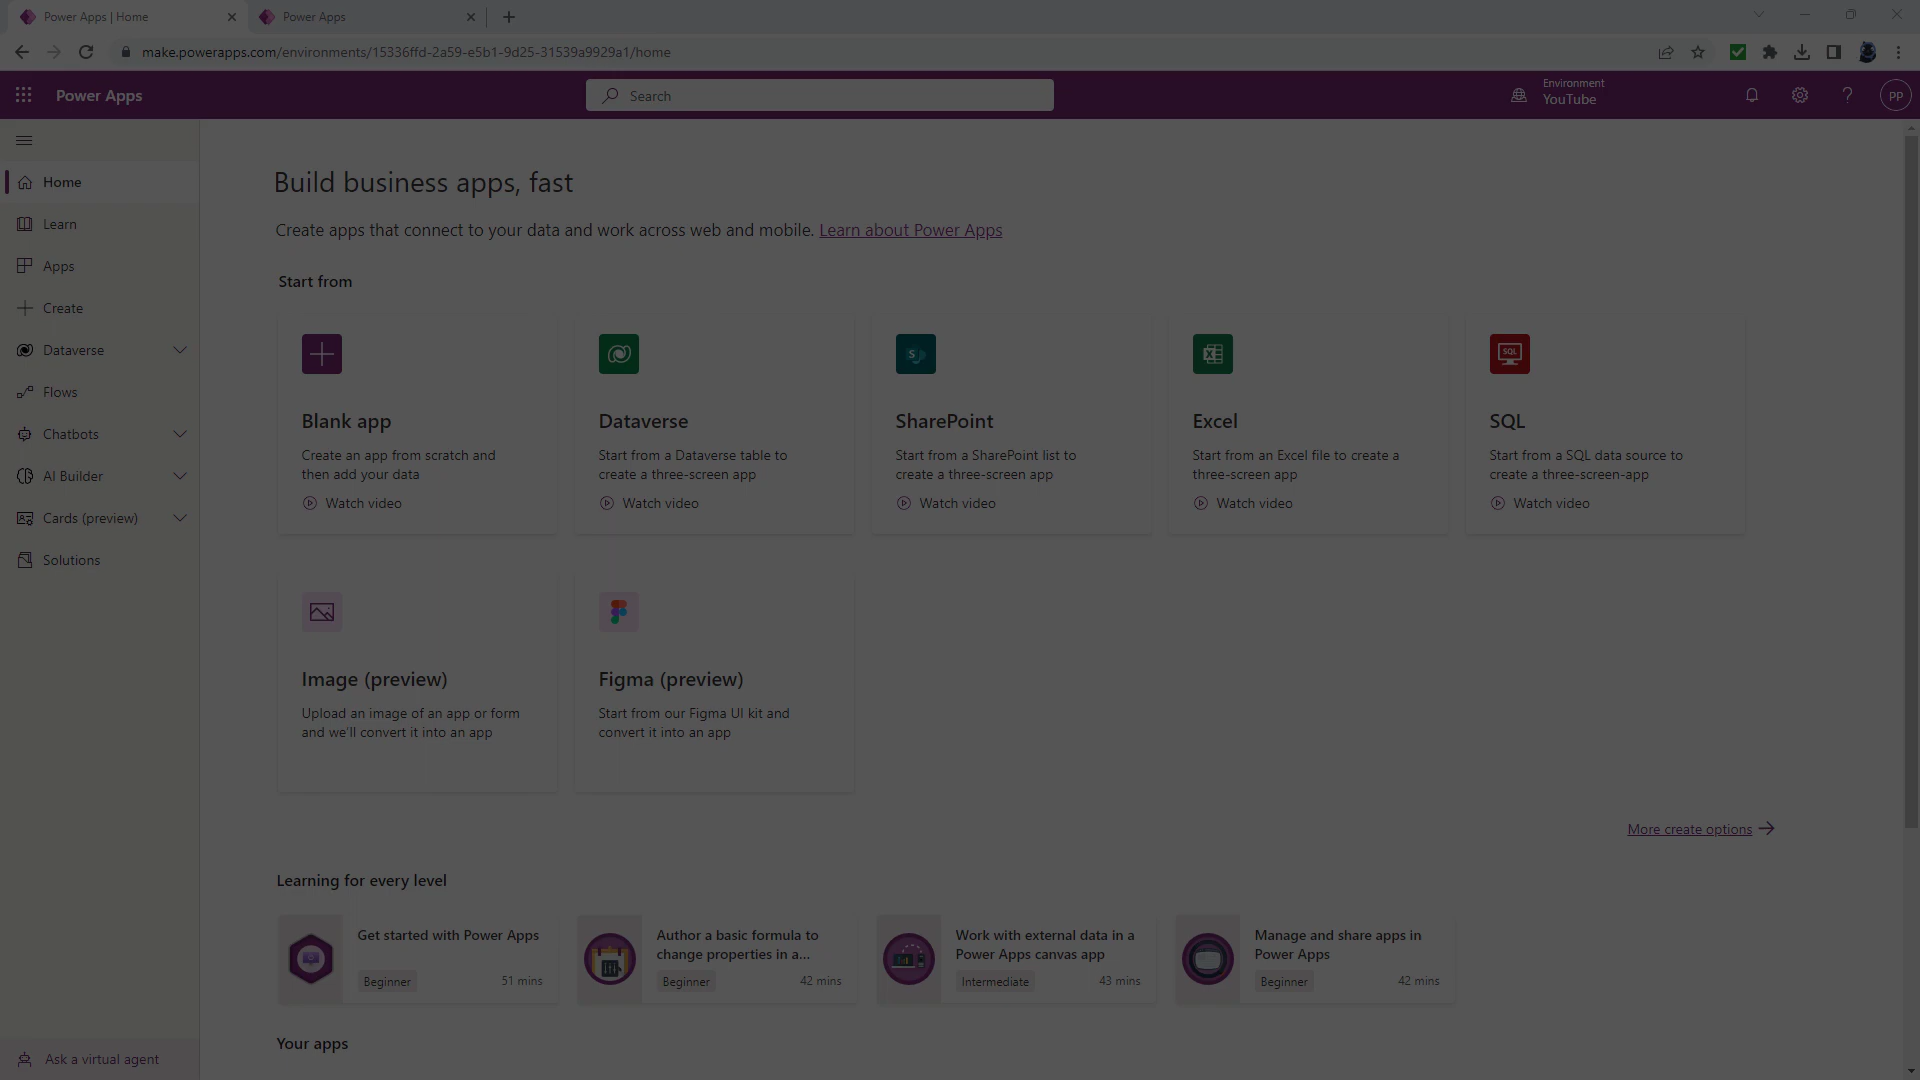 Power Apps | Home
Power Apps
make.powerapps.com/environments/15336ffd-2a59-e5b1-9d25-31539a9929a1/home
Power Apps
Search
Environment
YouTube
PP
Home
Learn
Apps
Create
Dataverse
Flows
Chatbots
AI Builder
Cards (preview)
Solutions
Ask a virtual agent
Build business apps, fast
Create apps that connect to your data and work across web and mobile. Learn about Power Apps
Start from
Blank app
Create an app from scratch and
then add your data
Watch video
Dataverse
Start from a Dataverse table to
create a three-screen app
Watch video
SharePoint
Start from a SharePoint list to
create a three-screen app
Watch video
Excel
Start from an Excel file to create a
three-screen app
Watch video
SQL
SQL
Start from a SQL data source to
create a three-screen-app
Watch video
Image (preview)
Upload an image of an app or form
and we'll convert it into an app
Figma (preview)
Start from our Figma UI kit and
convert it into an app
More create options
Learning for every level
Get started with Power Apps
Beginner
51 mins
Author a basic formula to
change properties in a...
Beginner
42 mins
Work with external data in a
Power Apps canvas app
Intermediate
43 mins
Manage and share apps in
Power Apps
Beginner
42 mins
Your apps